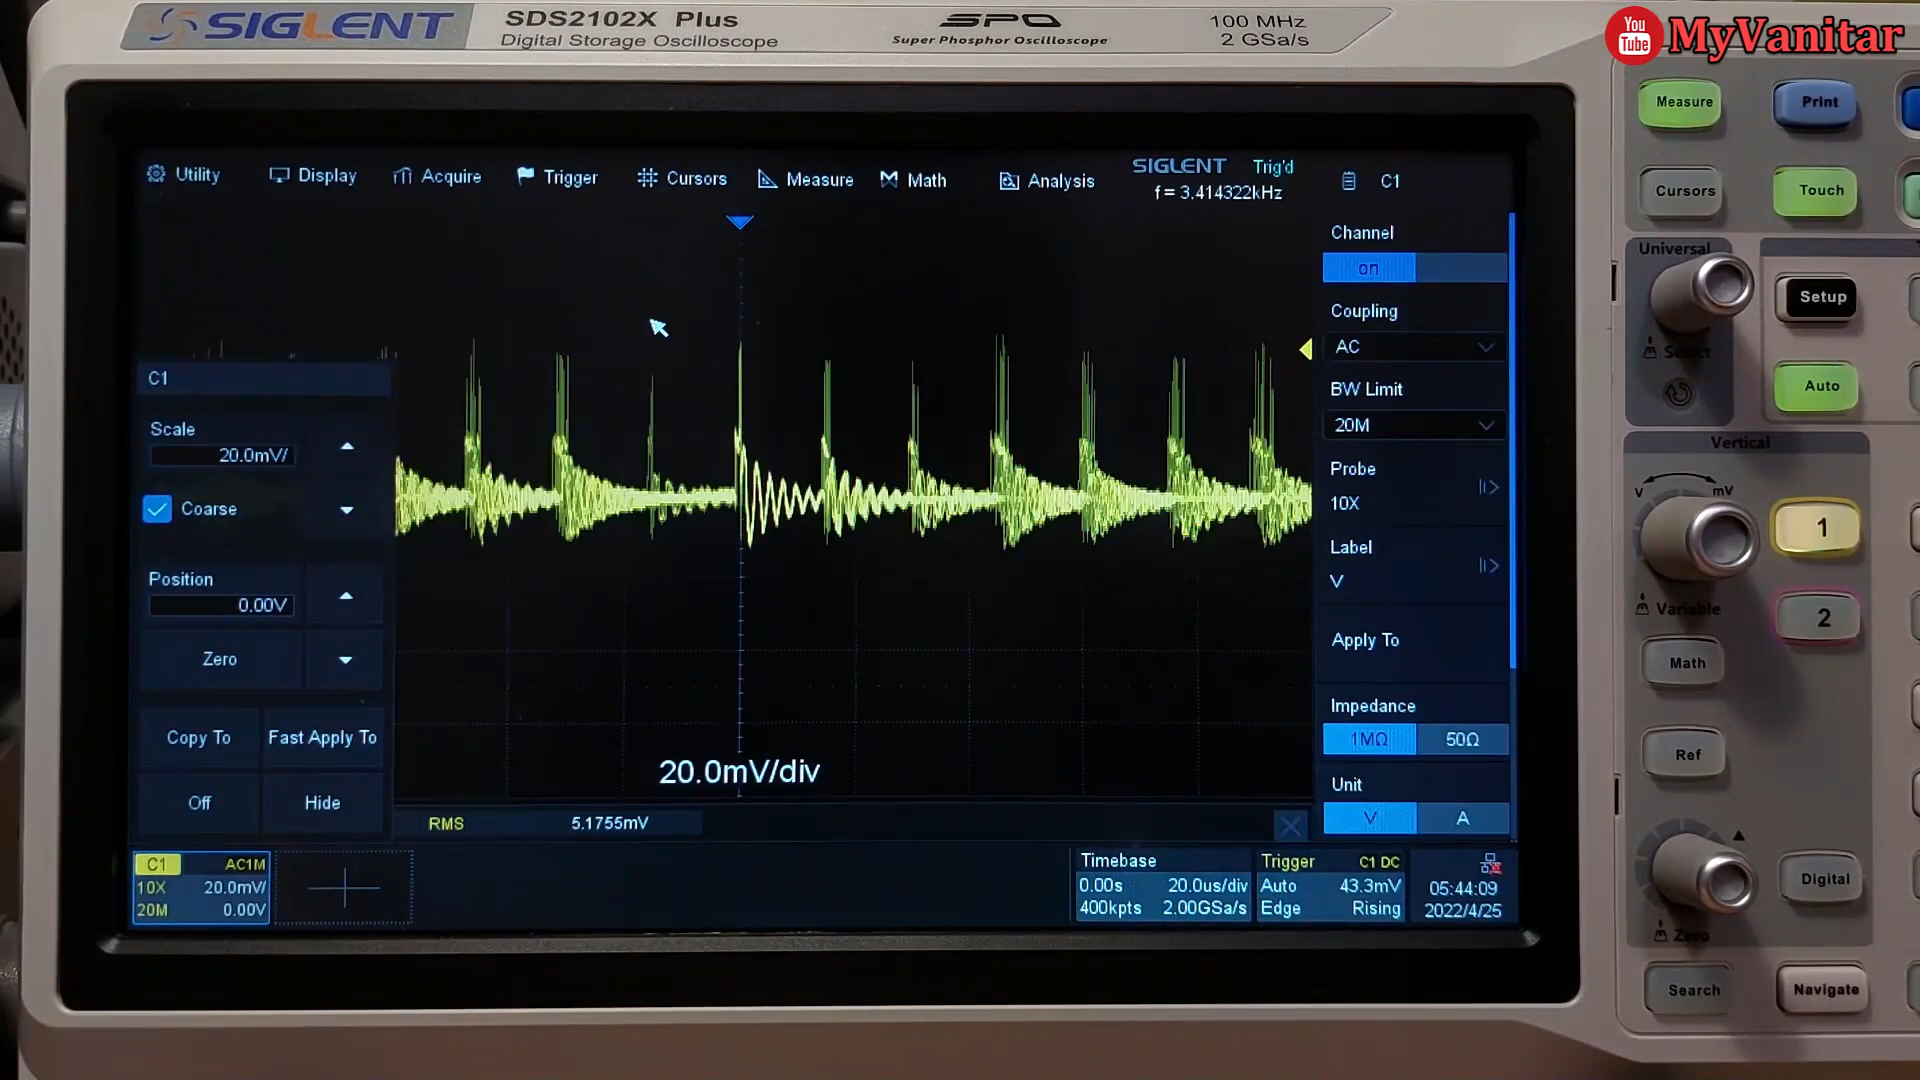 SIGLENT
SDS2102X Plus
Digital Storage Oscilloscope
SPO
Super Phosphor Oscilloscope
100 MHz
2 GSa/s
You Tube MyVanitar
Utility Display Acquire Trigger Cursors Measure Math Analysis
SIGLENT Trig'd
f = 3.414322kHz
C1
Channel
on
Coupling
AC
BW Limit
20M
Probe
10X
Label
V
Apply To
Impedance
1MΩ 50Ω
Unit
V A
C1
Scale
20.0mV/
Coarse
Position
0.00V
Zero
Copy To Fast Apply To
Off Hide
20.0mV/div
RMS 5.1755mV
C1 AC1M
10X 20.0mV/
20M 0.00V
Timebase
0.00s 20.0us/div
400kpts 2.00GSa/s
Trigger C1 DC
Auto 43.3mV
Edge Rising
05:44:09
2022/4/25
Measure Print
Cursors Touch
Universal
Setup
Select
Auto
Vertical
V mV
1
Variable
2
Math
Ref
Digital
Zero
Search Navigate